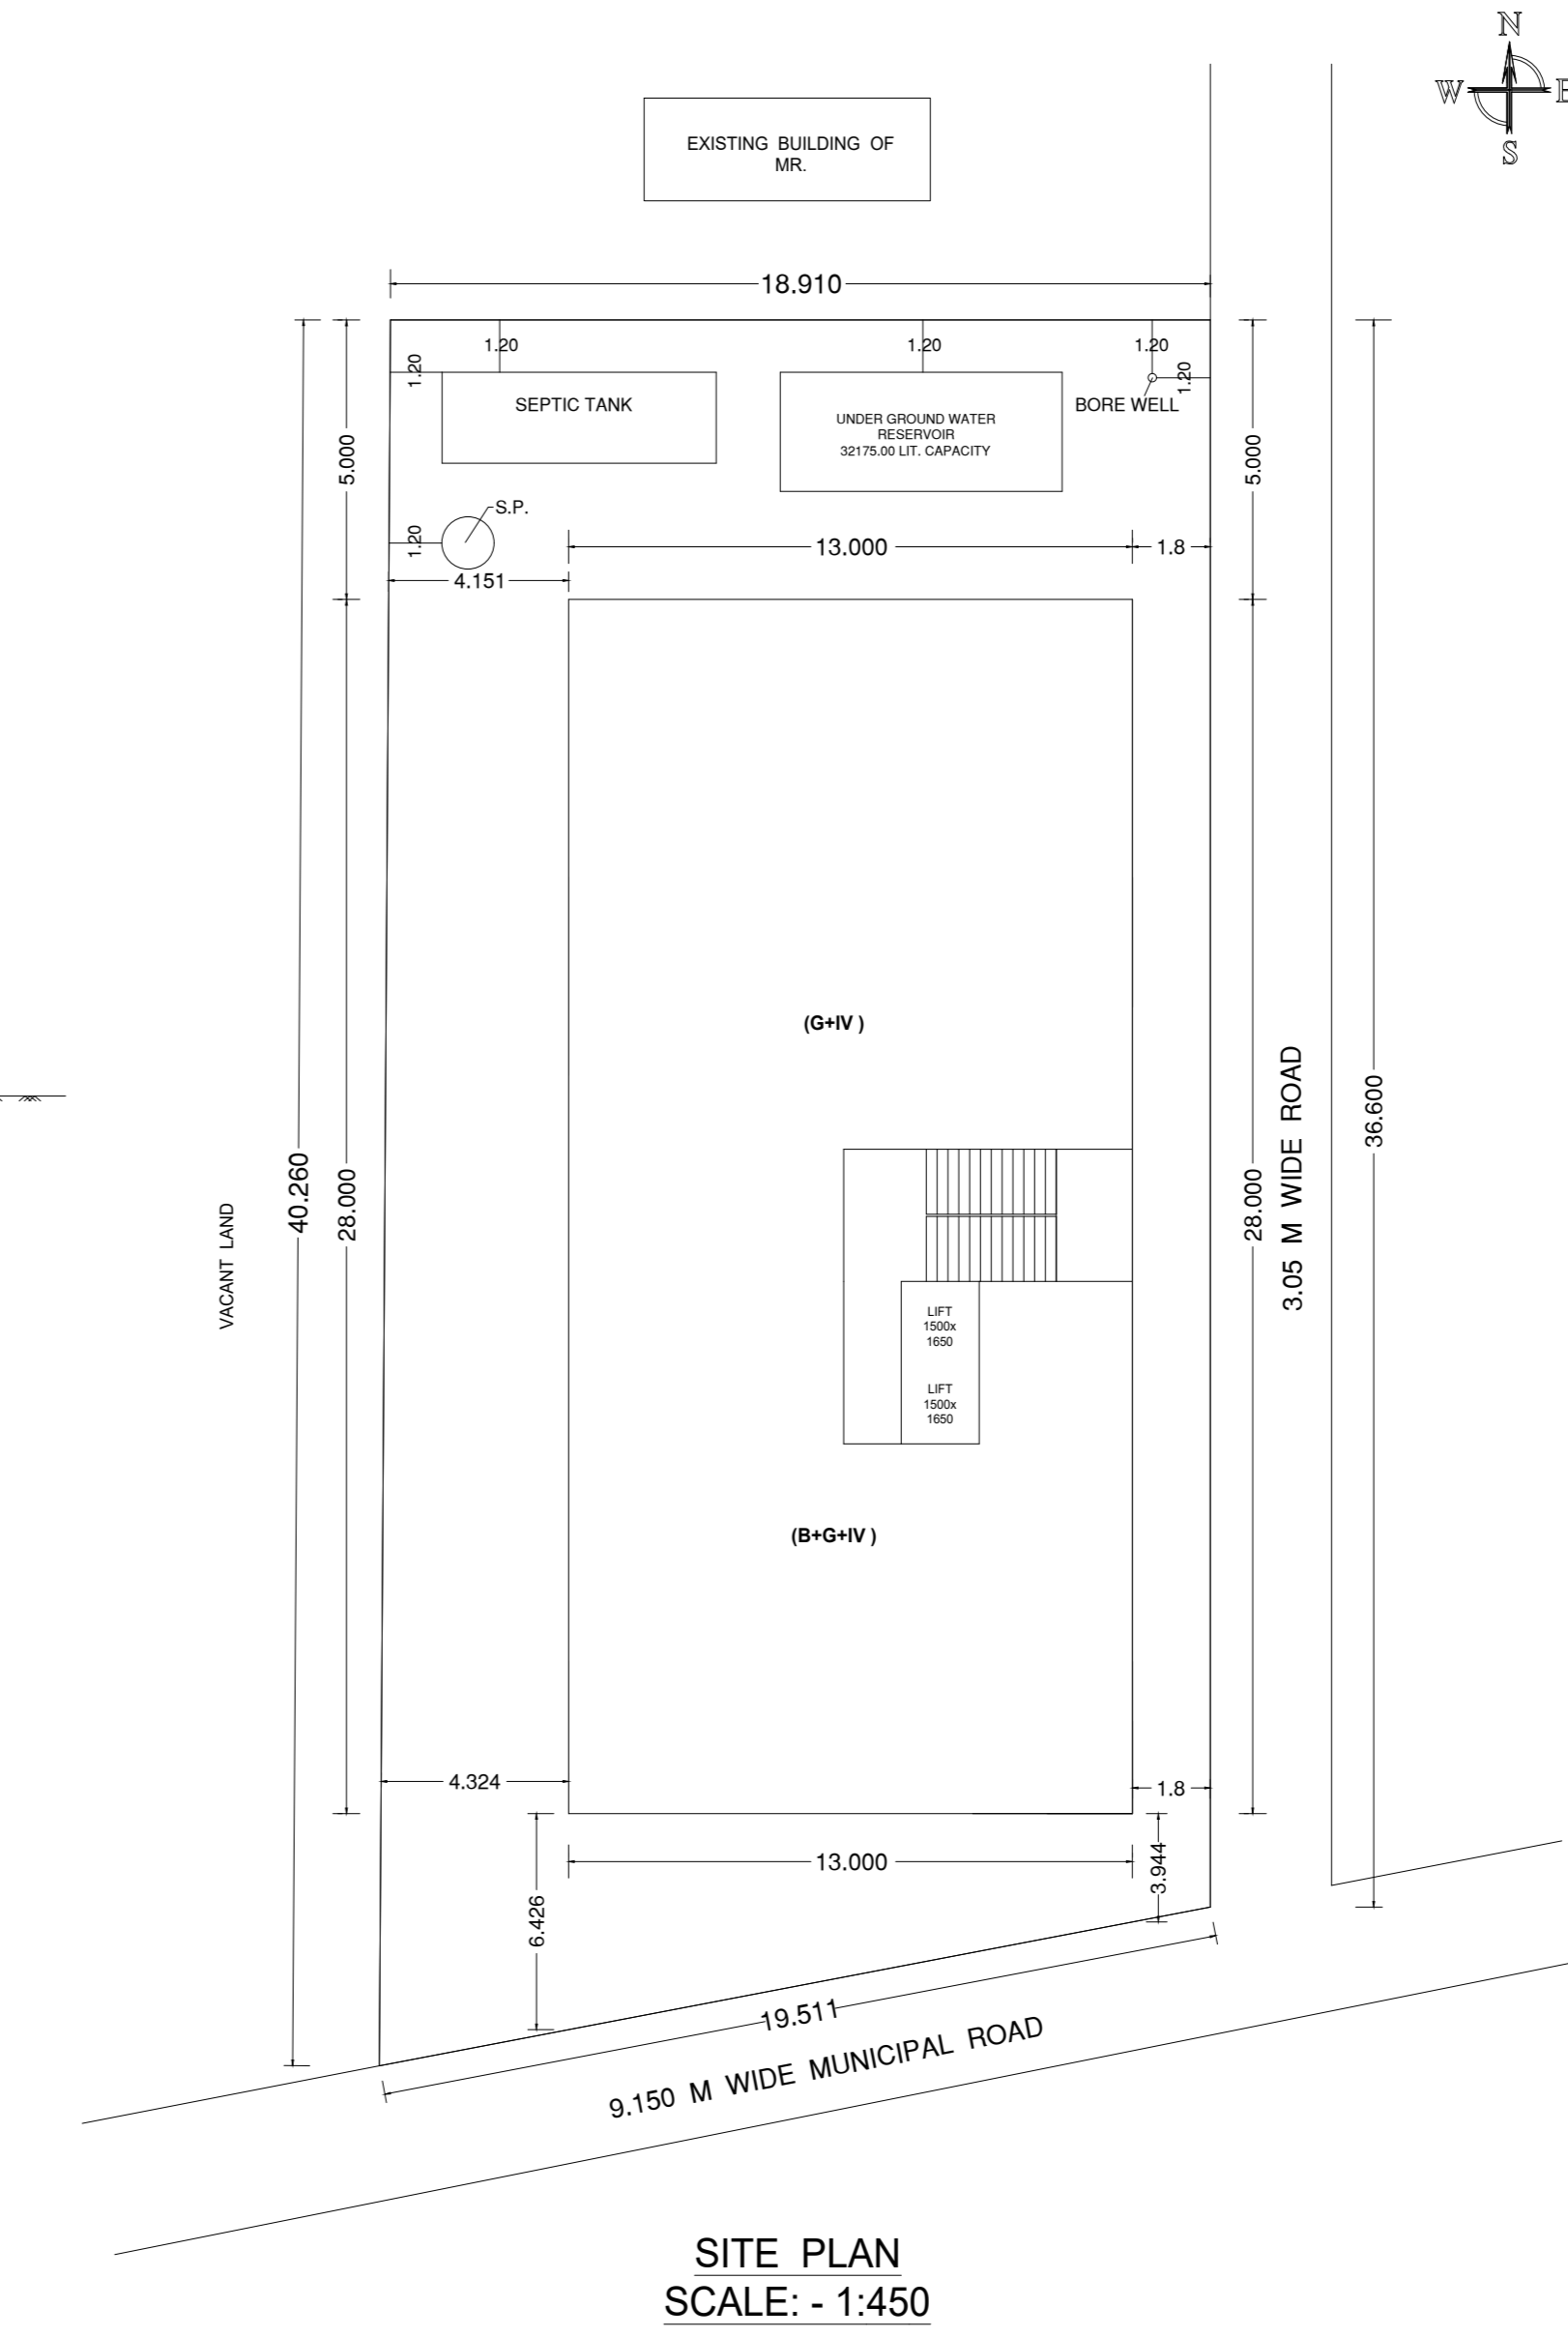 N
W
E
S
EXISTING BUILDING OF
MR.
18.910
1.20
1.20
1.20
1.20
1.20
SEPTIC TANK
UNDER GROUND WATER
RESERVOIR
32175.00 LIT. CAPACITY
BORE WELL
5.000
5.000
S.P.
1.20
13.000
1.8
4.151
(G+IV )
40.260
28.000
VACANT LAND
LIFT
1500x
1650
LIFT
1500x
1650
28.000
3.05 M WIDE ROAD
36.600
(B+G+IV )
4.324
1.8
13.000
6.426
3.944
19.511
9.150 M WIDE MUNICIPAL ROAD
SITE PLAN
SCALE: - 1:450